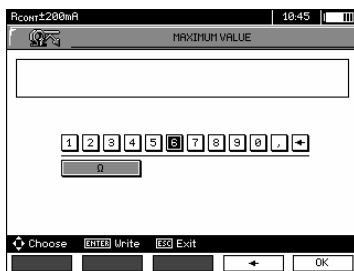 RCONT±200mA 10:45
MAXIMUM VALUE
1 2 3 4 5 6 7 8 9 0 , ←
Ω
Choose ENTER Write ESC Exit
← OK